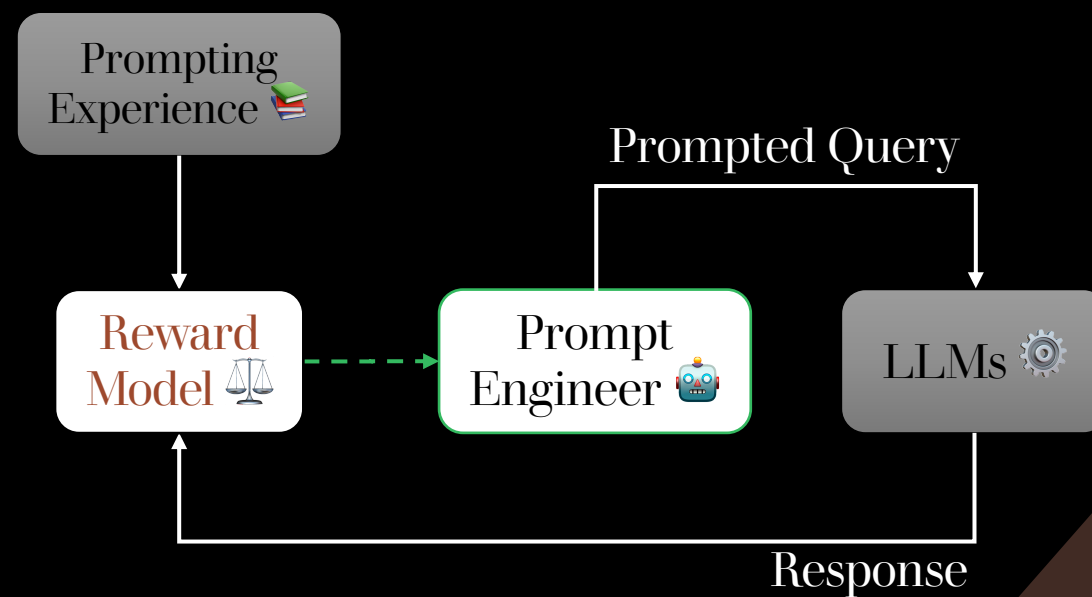 Prompting
Experience 📚
Prompted Query
Reward
Model ⚖️
Prompt
Engineer 🤖
LLMs ⚙️
Response